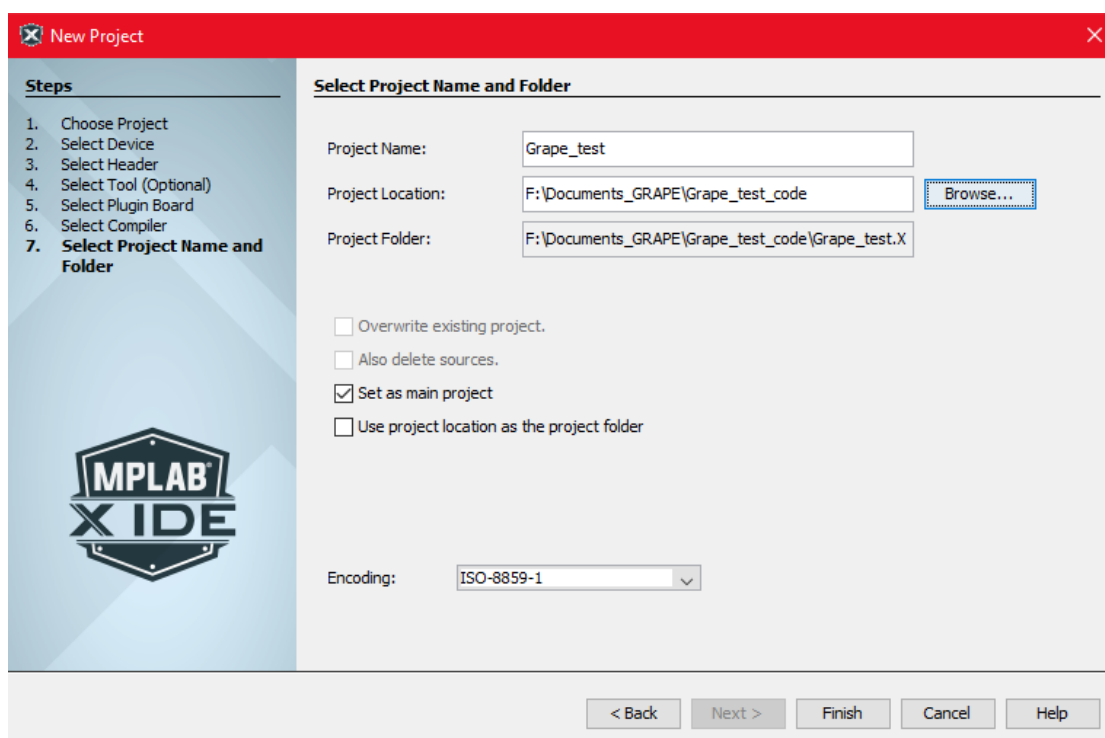 New Project
Steps
1. Choose Project
2. Select Device
3. Select Header
4. Select Tool (Optional)
5. Select Plugin Board
6. Select Compiler
7. Select Project Name and
Folder
MPLAB®
X IDE
Select Project Name and Folder
Project Name: Grape_test
Project Location: F:\Documents_GRAPE\Grape_test_code Browse...
Project Folder: F:\Documents_GRAPE\Grape_test_code\Grape_test.X
Overwrite existing project.
Also delete sources.
Set as main project
Use project location as the project folder
Encoding: ISO-8859-1
< Back Next > Finish Cancel Help